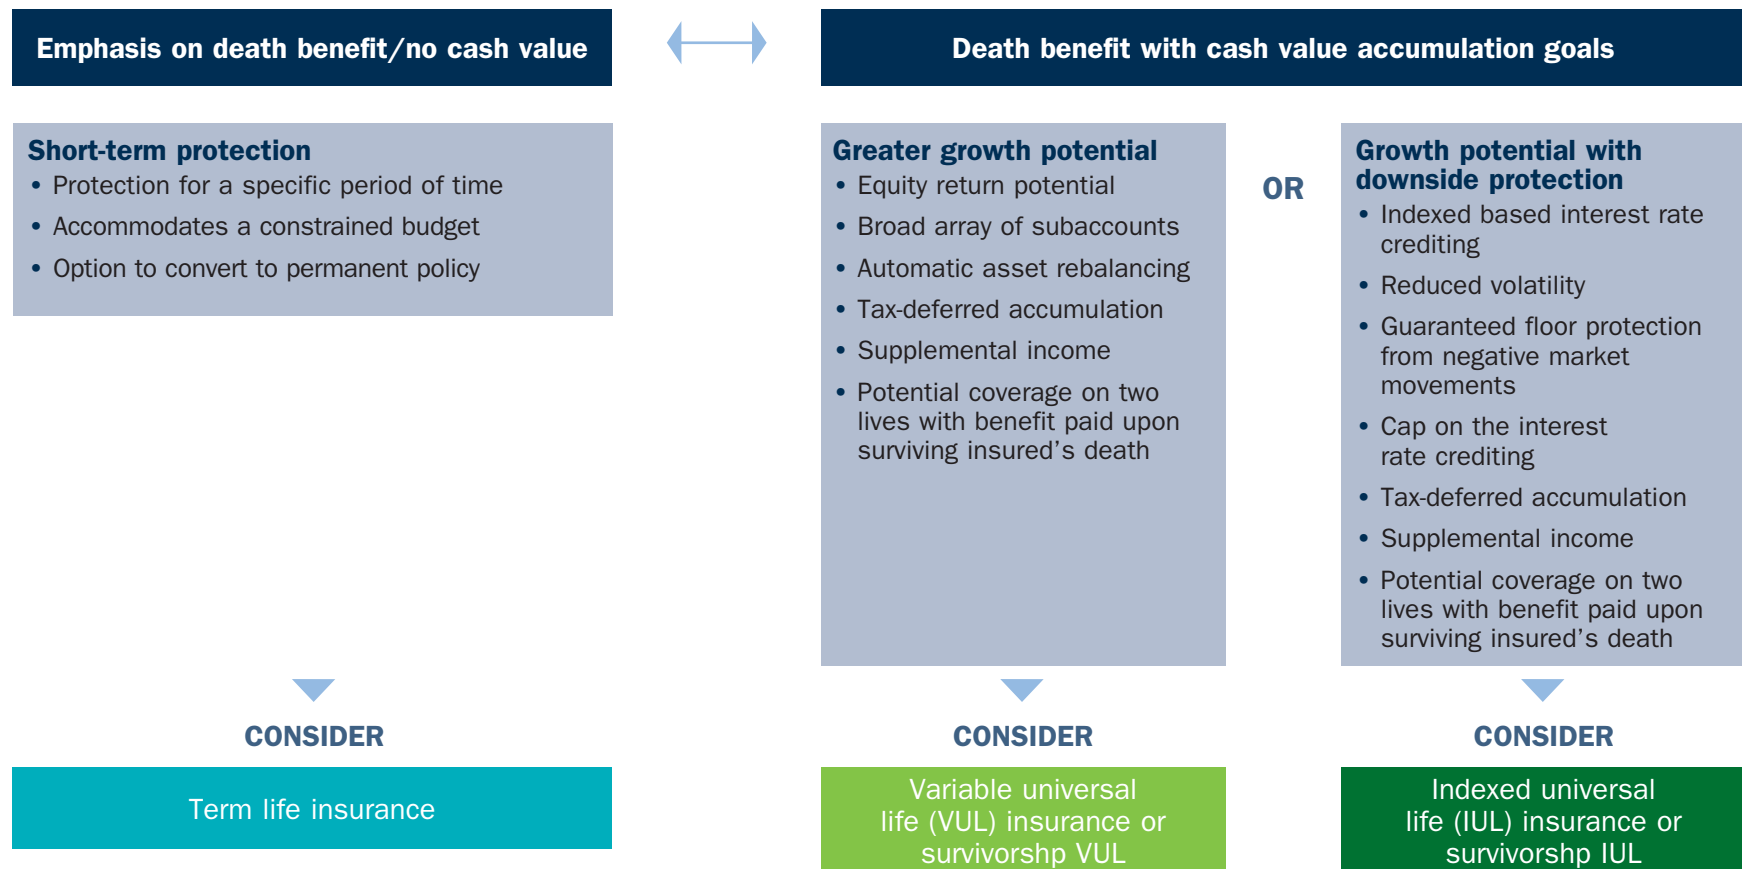 Emphasis on death benefit/no cash value
Death benefit with cash value accumulation goals
Short-term protection
• Protection for a specific period of time
• Accommodates a constrained budget
• Option to convert to permanent policy
Greater growth potential
• Equity return potential
• Broad array of subaccounts
• Automatic asset rebalancing
• Tax-deferred accumulation
• Supplemental income
• Potential coverage on two
lives with benefit paid upon
surviving insured’s death
OR
Growth potential with
downside protection
• Indexed based interest rate
crediting
• Reduced volatility
• Guaranteed floor protection
from negative market
movements
• Cap on the interest
rate crediting
• Tax-deferred accumulation
• Supplemental income
• Potential coverage on two
lives with benefit paid upon
surviving insured’s death
CONSIDER
Term life insurance
CONSIDER
Variable universal
life (VUL) insurance or
survivorshp VUL
CONSIDER
Indexed universal
life (IUL) insurance or
survivorshp IUL